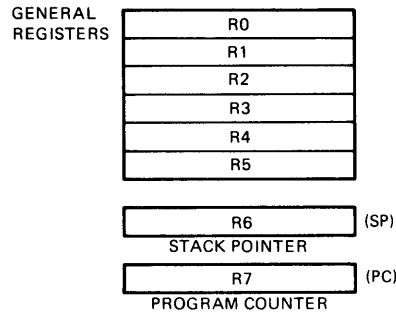 GENERAL
REGISTERS
R0
R1
R2
R3
R4
R5
R6 (SP)
STACK POINTER
R7 (PC)
PROGRAM COUNTER